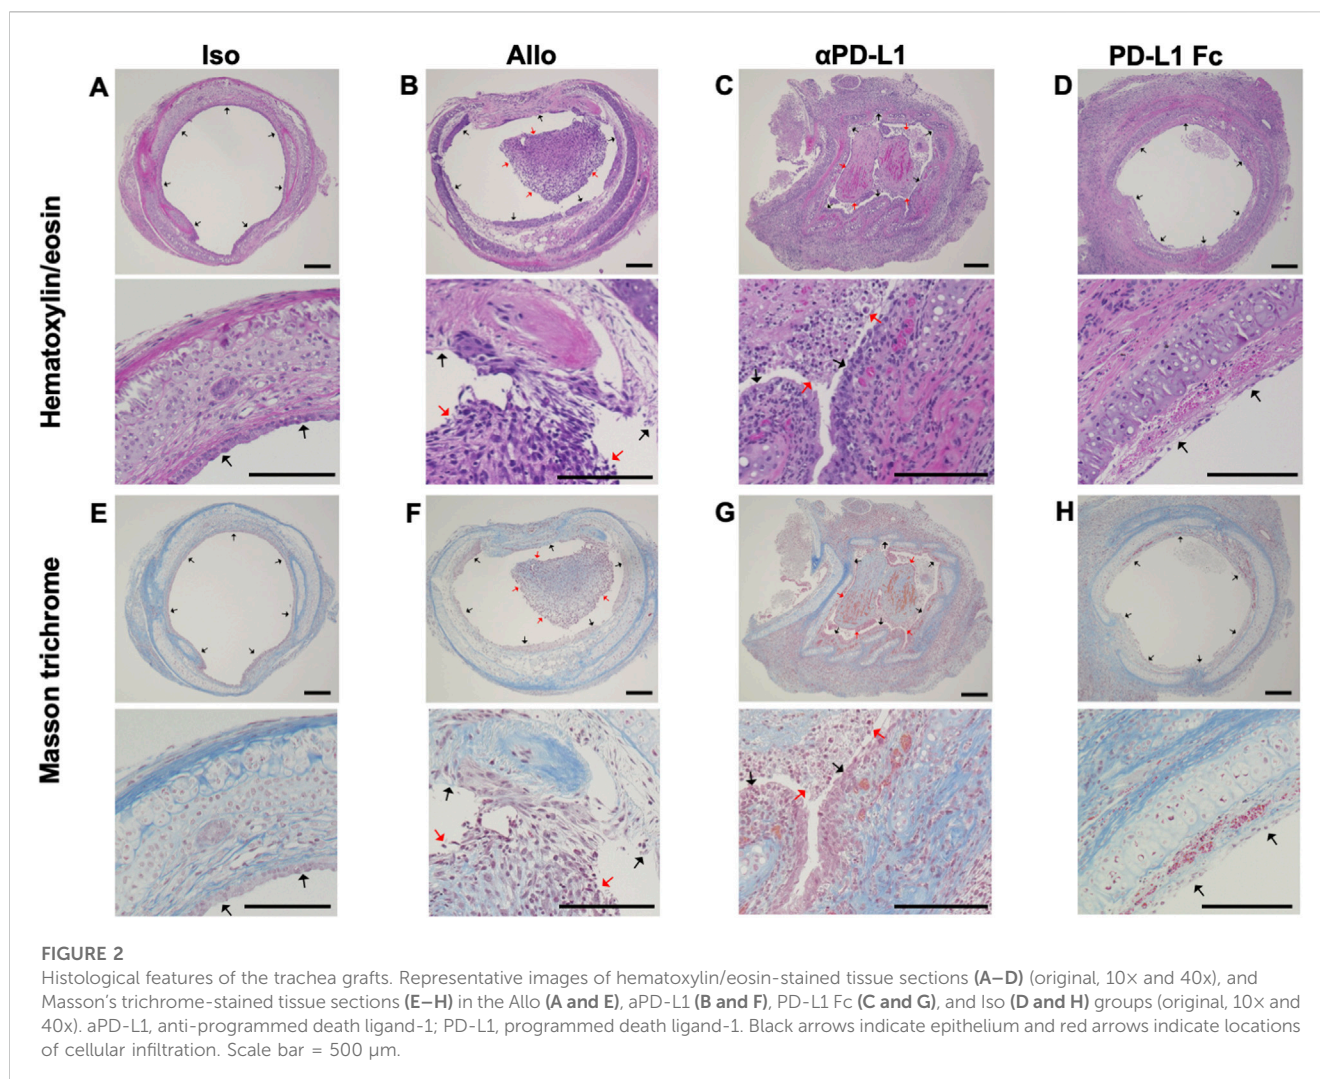 Iso
Allo
αPD-L1
PD-L1 Fc
A
B
C
D
Hematoxylin/eosin
E
F
G
H
Masson trichrome
FIGURE 2
Histological features of the trachea grafts. Representative images of hematoxylin/eosin-stained tissue sections (A–D) (original, 10× and 40x), and
Masson's trichrome-stained tissue sections (E–H) in the Allo (A and E), aPD-L1 (B and F), PD-L1 Fc (C and G), and Iso (D and H) groups (original, 10× and
40x). aPD-L1, anti-programmed death ligand-1; PD-L1, programmed death ligand-1. Black arrows indicate epithelium and red arrows indicate locations
of cellular infiltration. Scale bar = 500 μm.